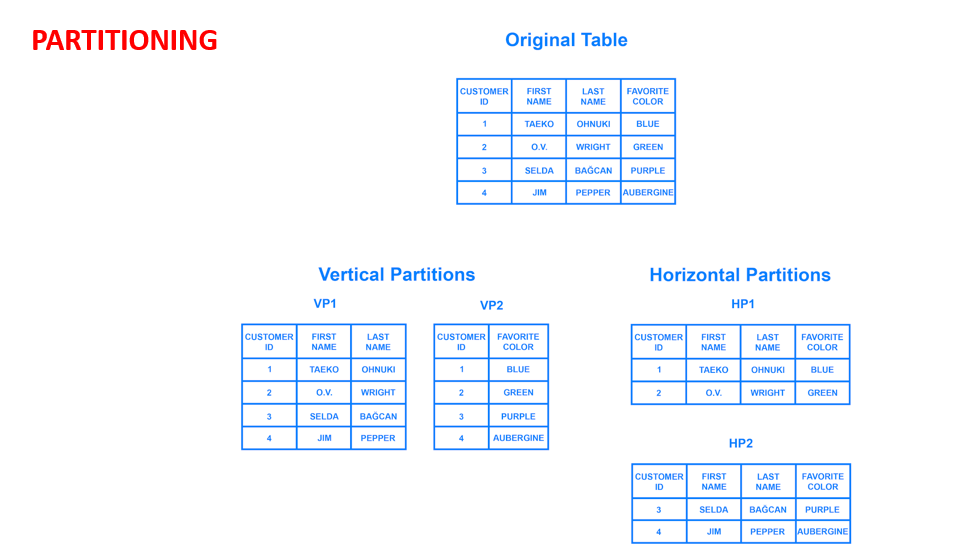 PARTITIONING
Original Table
CUSTOMER ID FIRST NAME LAST NAME FAVORITE COLOR
1 TAEKO OHNUKI BLUE
2 O.V. WRIGHT GREEN
3 SELDA BAĞCAN PURPLE
4 JIM PEPPER AUBERGINE
Vertical Partitions
VP1
CUSTOMER ID FIRST NAME LAST NAME
1 TAEKO OHNUKI
2 O.V. WRIGHT
3 SELDA BAĞCAN
4 JIM PEPPER
VP2
CUSTOMER ID FAVORITE COLOR
1 BLUE
2 GREEN
3 PURPLE
4 AUBERGINE
Horizontal Partitions
HP1
CUSTOMER ID FIRST NAME LAST NAME FAVORITE COLOR
1 TAEKO OHNUKI BLUE
2 O.V. WRIGHT GREEN
HP2
CUSTOMER ID FIRST NAME LAST NAME FAVORITE COLOR
3 SELDA BAĞCAN PURPLE
4 JIM PEPPER AUBERGINE